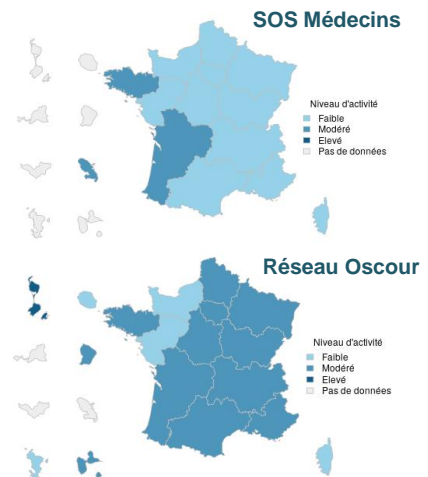 SOS Médecins
Niveau d'activité
Faible
Modéré
Elevé
Pas de données
Réseau Oscour
Niveau d'activité
Faible
Modéré
Elevé
Pas de données